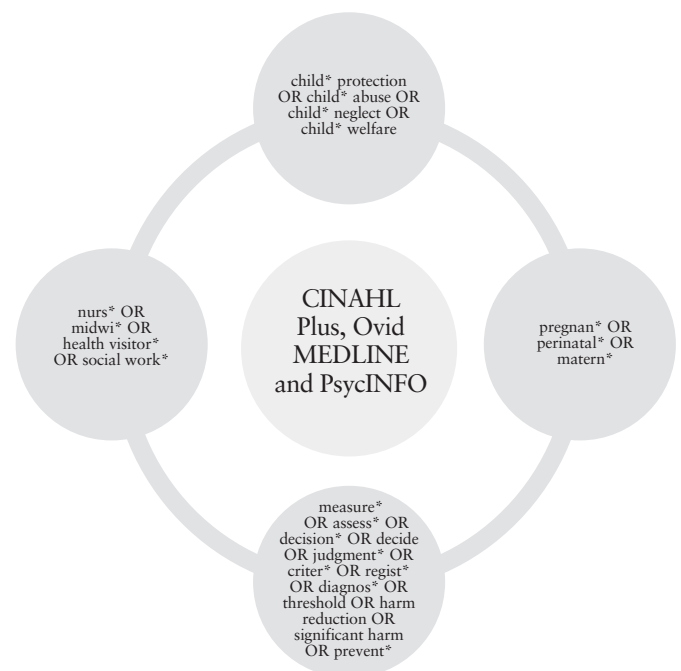 child* protection
OR child* abuse OR
child* neglect OR
child* welfare
nurs* OR
midwi* OR
health visitor*
OR social work*
CINAHL
Plus, Ovid
MEDLINE
and PsycINFO
pregnan* OR
perinatal* OR
matern*
measure*
OR assess* OR
decision* OR decide
OR judgment* OR
criter* OR regist*
OR diagnos* OR
threshold OR harm
reduction OR
significant harm
OR prevent*